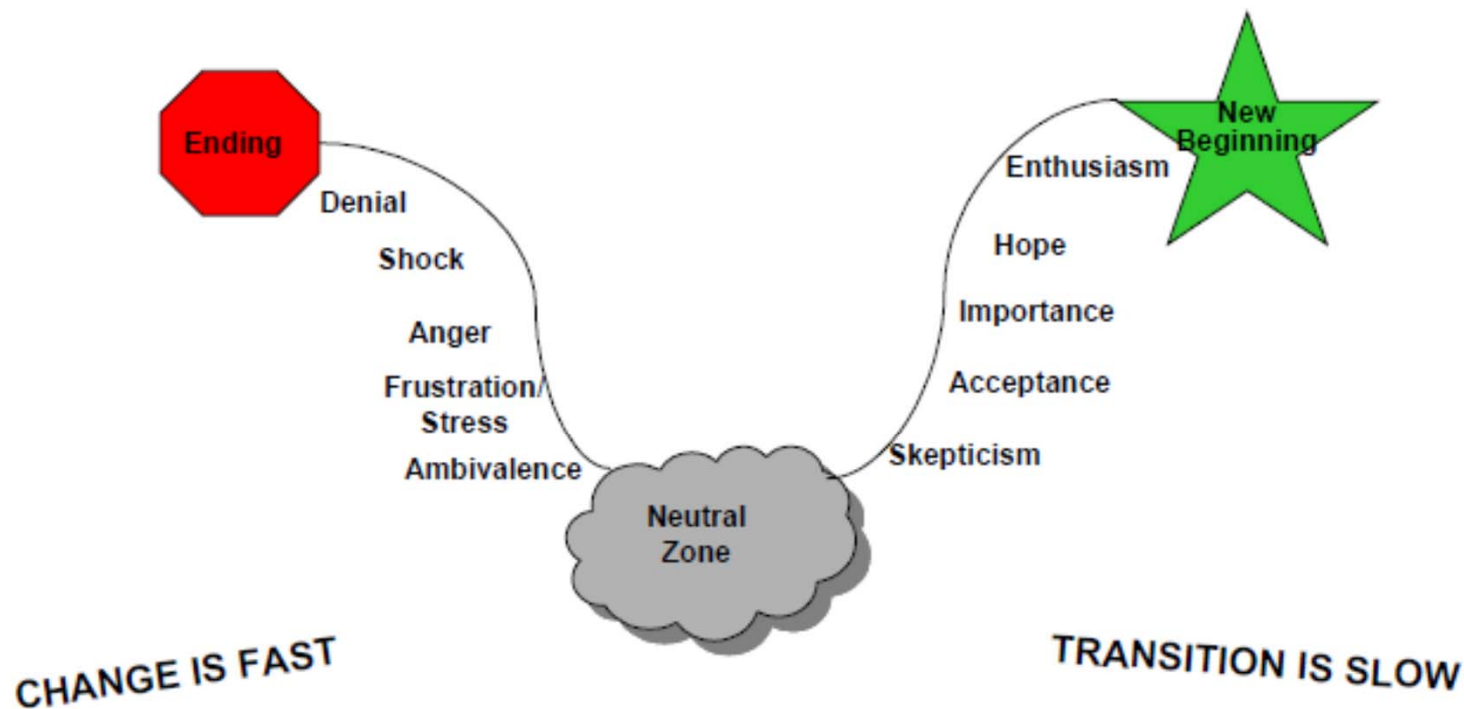 Ending
Denial
Shock
Anger
Frustration/
Stress
Ambivalence
Neutral
Zone
New
Beginning
Enthusiasm
Hope
Importance
Acceptance
Skepticism
CHANGE IS FAST
TRANSITION IS SLOW